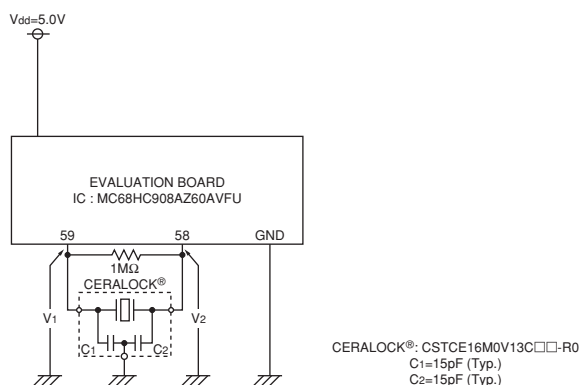 Vdd=5.0V
EVALUATION BOARD
IC : MC68HC908AZ60AVFU
59 58 GND
1MΩ
CERALOCK®
V1 V2
C1 C2
CERALOCK®: CSTCE16M0V13C□□-R0
C1=15pF (Typ.)
C2=15pF (Typ.)